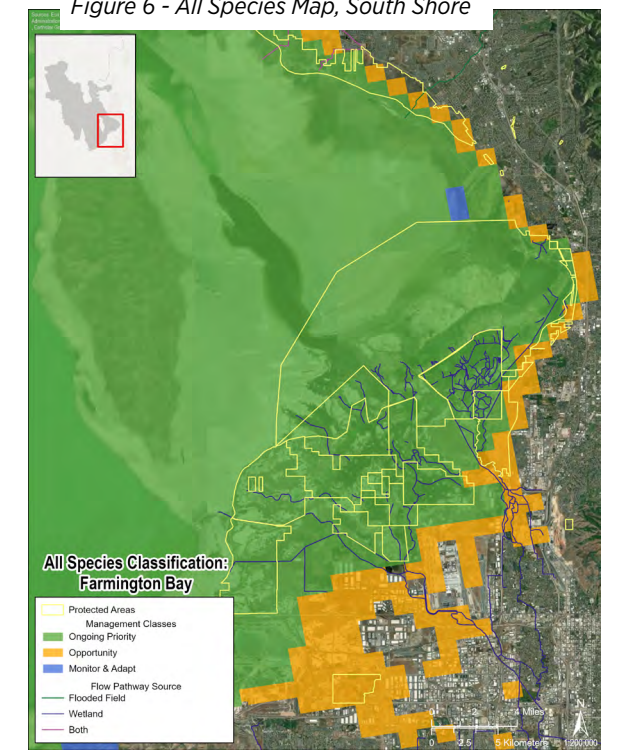 Figure 6 - All Species Map, South Shore
All Species Classification:
Farmington Bay
Protected Areas
Management Classes
Ongoing Priority
Opportunity
Monitor & Adapt
Flow Pathway Source
Flooded Field
Wetland
Both
N
0 2 4 Miles
0 2.5 5 Kilometers
1:200,000